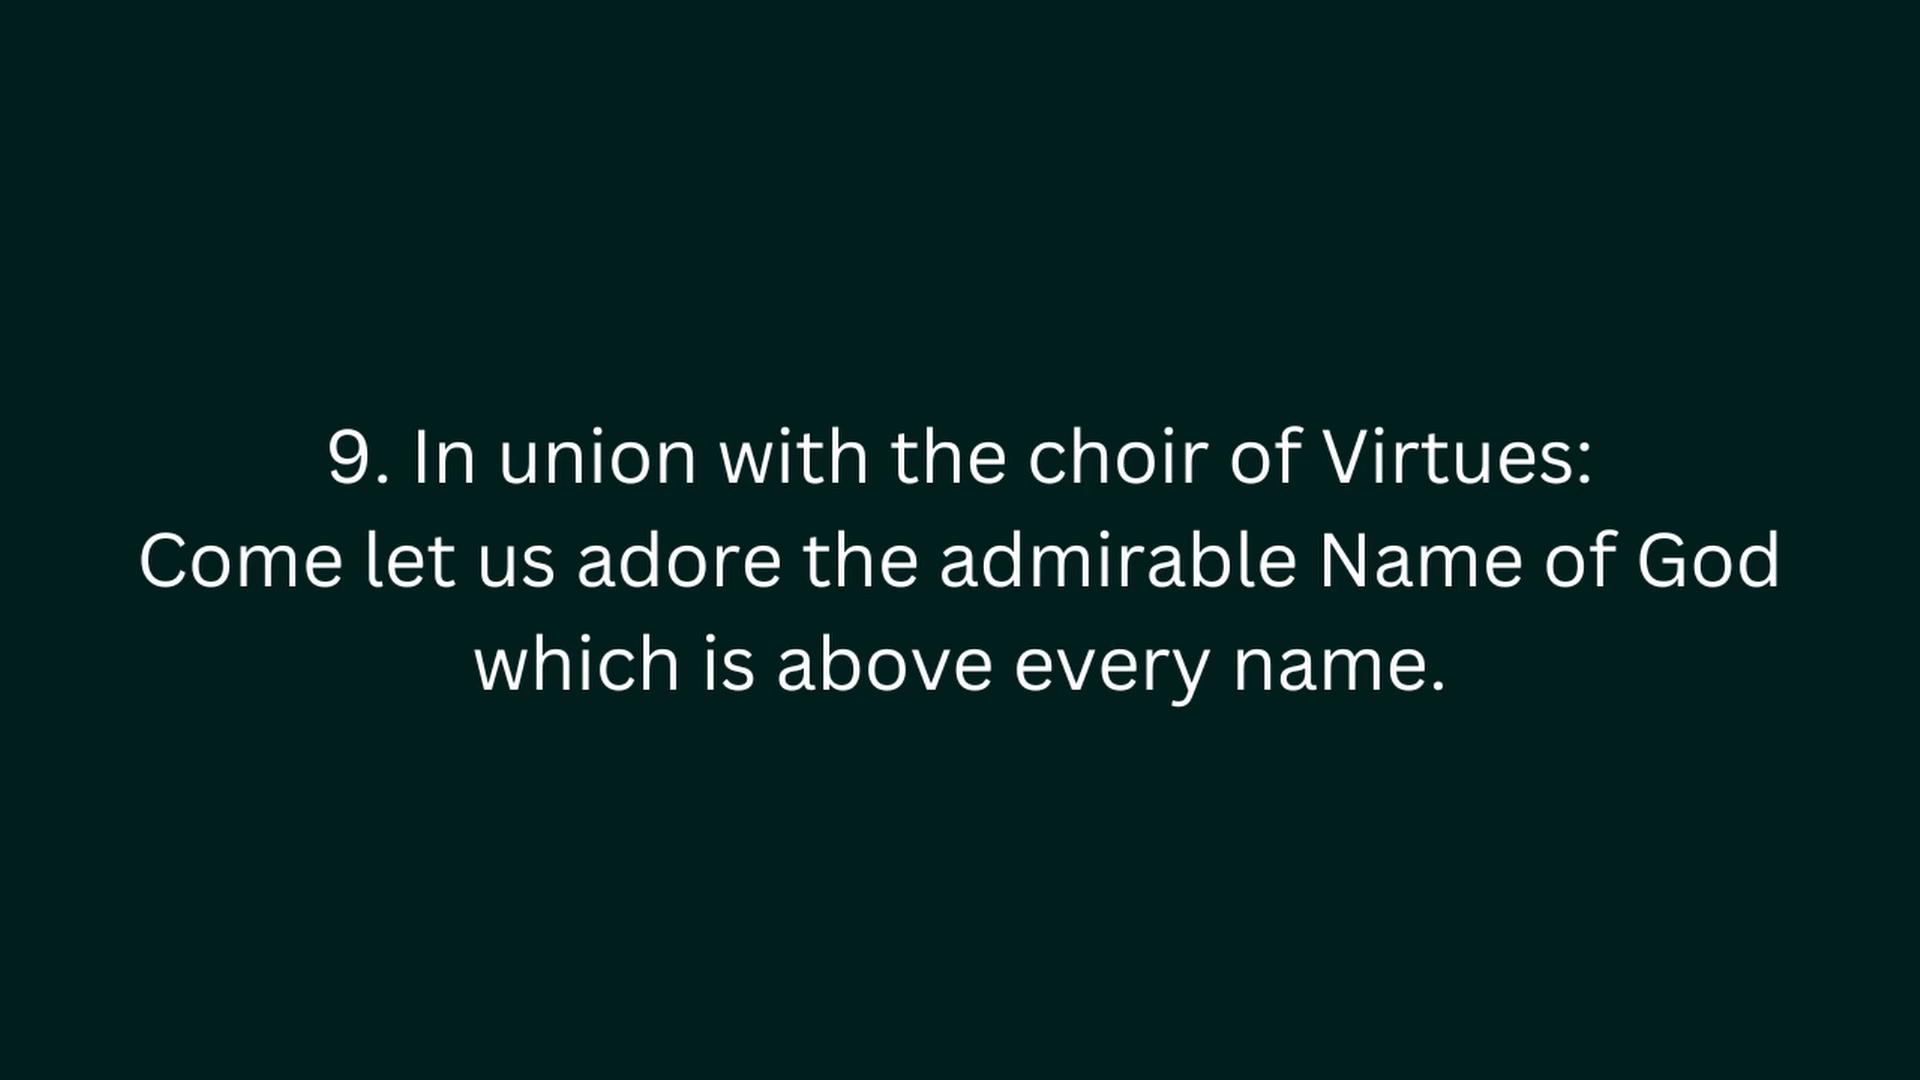 9. In union with the choir of Virtues:
Come let us adore the admirable Name of God
which is above every name.